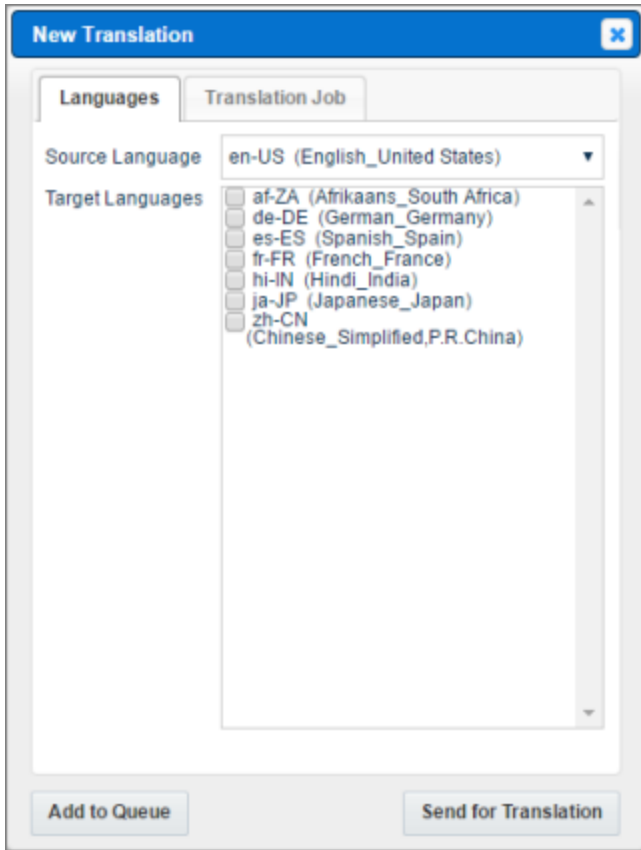 New Translation
Languages Translation Job
Source Language en-US (English_United States)
Target Languages af-ZA (Afrikaans_South Africa)
de-DE (German_Germany)
es-ES (Spanish_Spain)
fr-FR (French_France)
hi-IN (Hindi_India)
ja-JP (Japanese_Japan)
zh-CN
(Chinese_Simplified,P.R.China)
Add to Queue Send for Translation